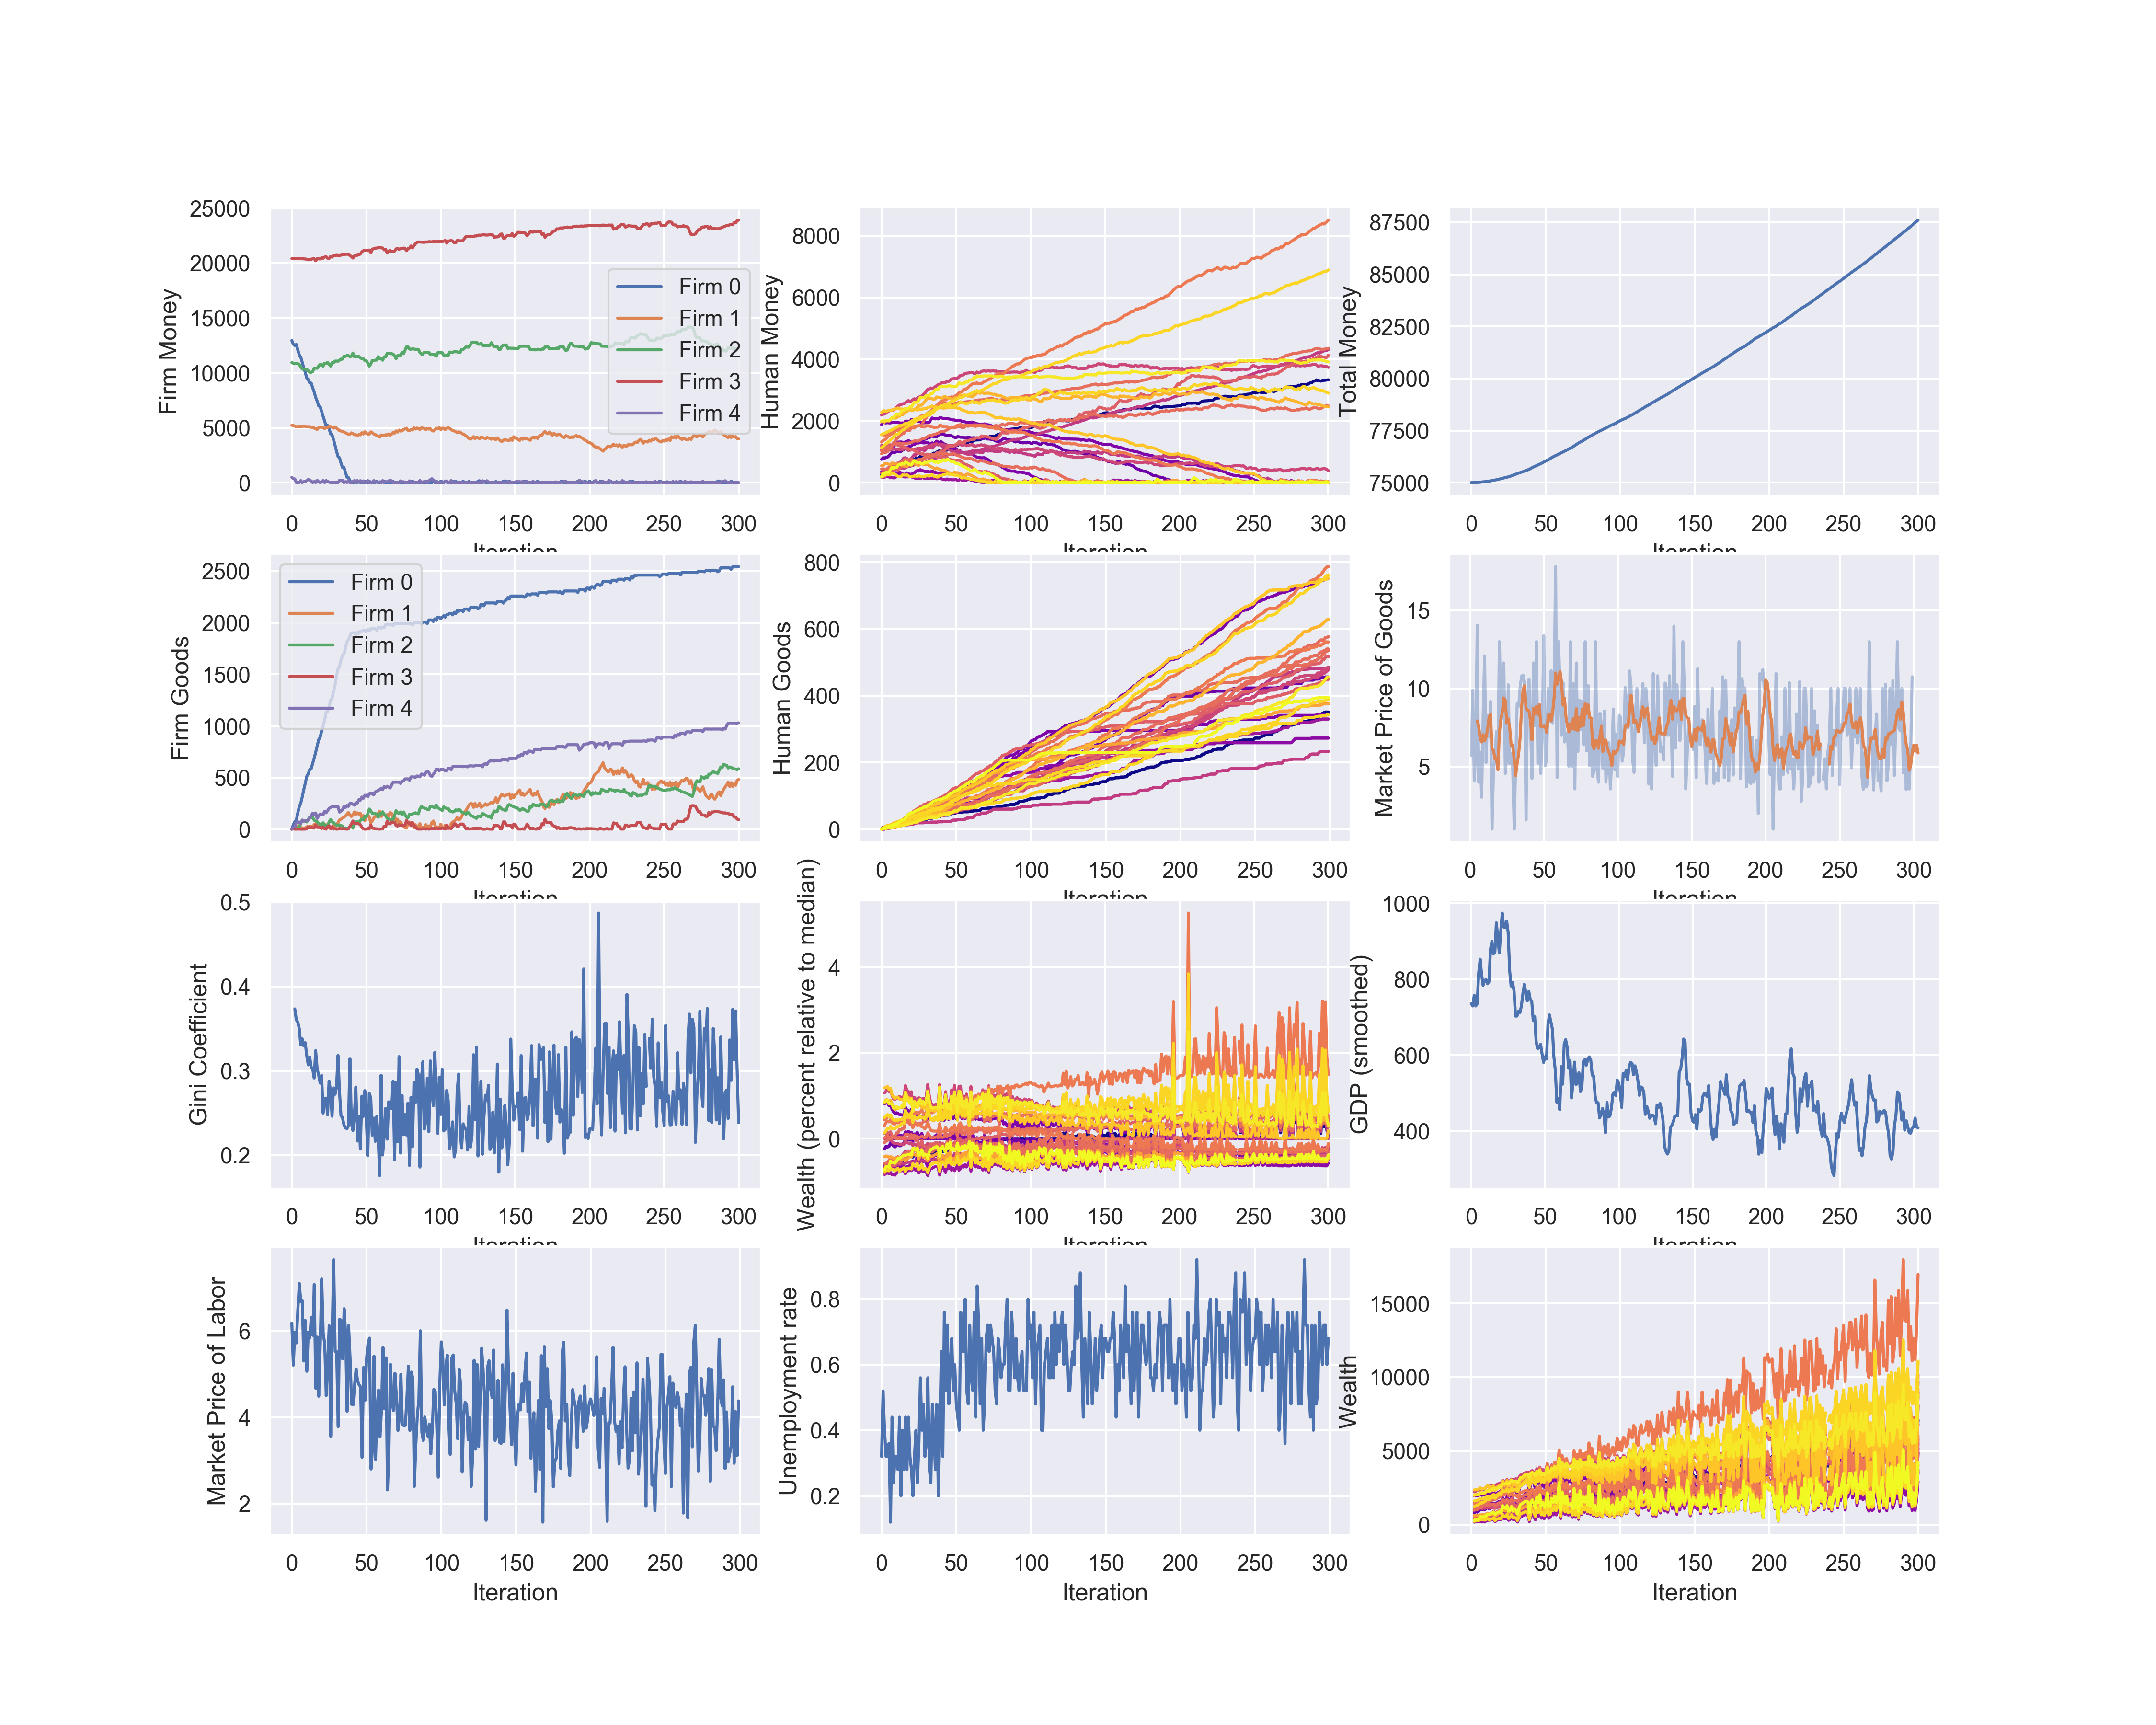 25000
20000
15000
10000
5000
0
Firm Money
Firm 0
Firm 1
Firm 2
Firm 3
Firm 4
0 50 100 150 200 250 300
Iteration
8000
6000
4000
2000
0
Human Money
0 50 100 150 200 250 300
Iteration
87500
85000
82500
80000
77500
75000
Total Money
0 50 100 150 200 250 300
Iteration
2500
2000
1500
1000
500
0
Firm Goods
Firm 0
Firm 1
Firm 2
Firm 3
Firm 4
0 50 100 150 200 250 300
Iteration
800
600
400
200
0
Human Goods
0 50 100 150 200 250 300
Iteration
15
10
5
Market Price of Goods
0 50 100 150 200 250 300
Iteration
0.5
0.4
0.3
0.2
Gini Coefficient
0 50 100 150 200 250 300
Iteration
4
2
0
Wealth (percent relative to median)
0 50 100 150 200 250 300
Iteration
1000
800
600
400
GDP (smoothed)
0 50 100 150 200 250 300
Iteration
6
4
2
Market Price of Labor
0 50 100 150 200 250 300
Iteration
0.8
0.6
0.4
0.2
Unemployment rate
0 50 100 150 200 250 300
Iteration
15000
10000
5000
0
Wealth
0 50 100 150 200 250 300
Iteration